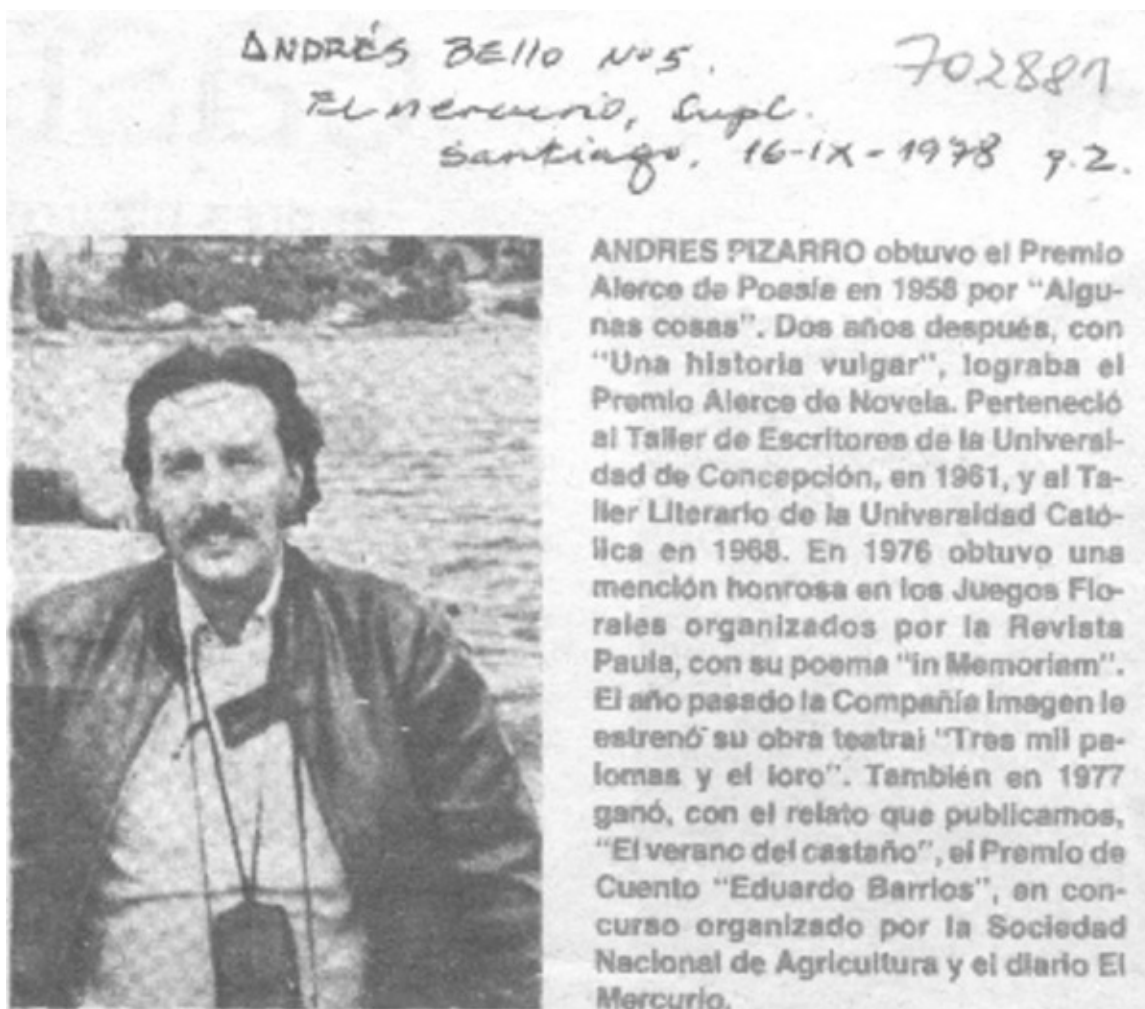 ANDRÉS BEllo Nº5.
702881
El Mercurio, Supl.
Santiago, 16-IX-1978 p.2.
ANDRES PIZARRO obtuvo el Premio
Alerce de Poesía en 1958 por "Algu-
nas cosas". Dos años después, con
"Una historia vulgar", lograba el
Premio Alerce de Novela. Perteneció
al Taller de Escritores de la Universi-
dad de Concepción, en 1961, y al Ta-
ller Literario de la Universidad Cató-
lica en 1968. En 1976 obtuvo una
mención honrosa en los Juegos Flo-
rales organizados por la Revista
Paula, con su poema "In Memoriam".
El año pasado la Compañía Imagen le
estrenó su obra teatral "Tres mil pa-
lomas y el loro". También en 1977
ganó, con el relato que publicamos,
"El verano del castaño", el Premio de
Cuento "Eduardo Barrios", en con-
curso organizado por la Sociedad
Nacional de Agricultura y el diario El
Mercurio.